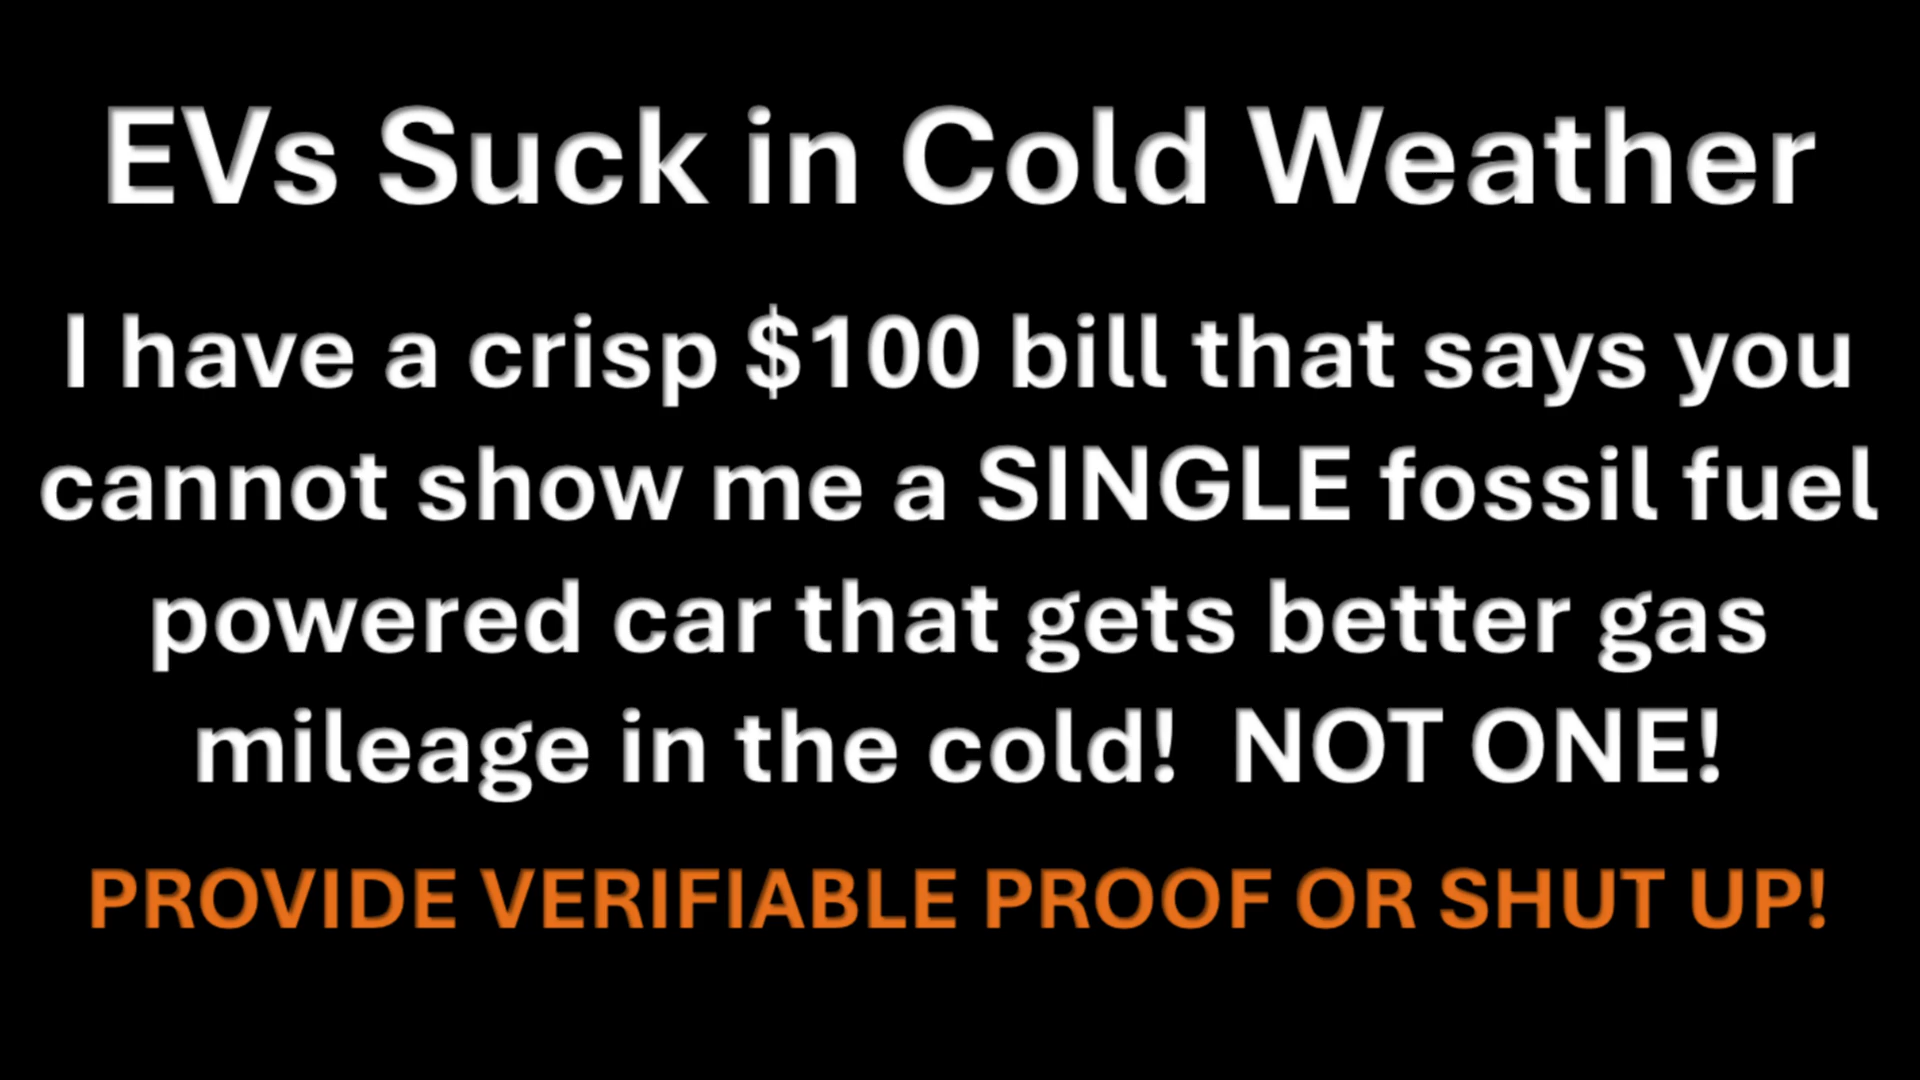 EVs Suck in Cold Weather
I have a crisp $100 bill that says you
cannot show me a SINGLE fossil fuel
powered car that gets better gas
mileage in the cold!  NOT ONE!
PROVIDE VERIFIABLE PROOF OR SHUT UP!